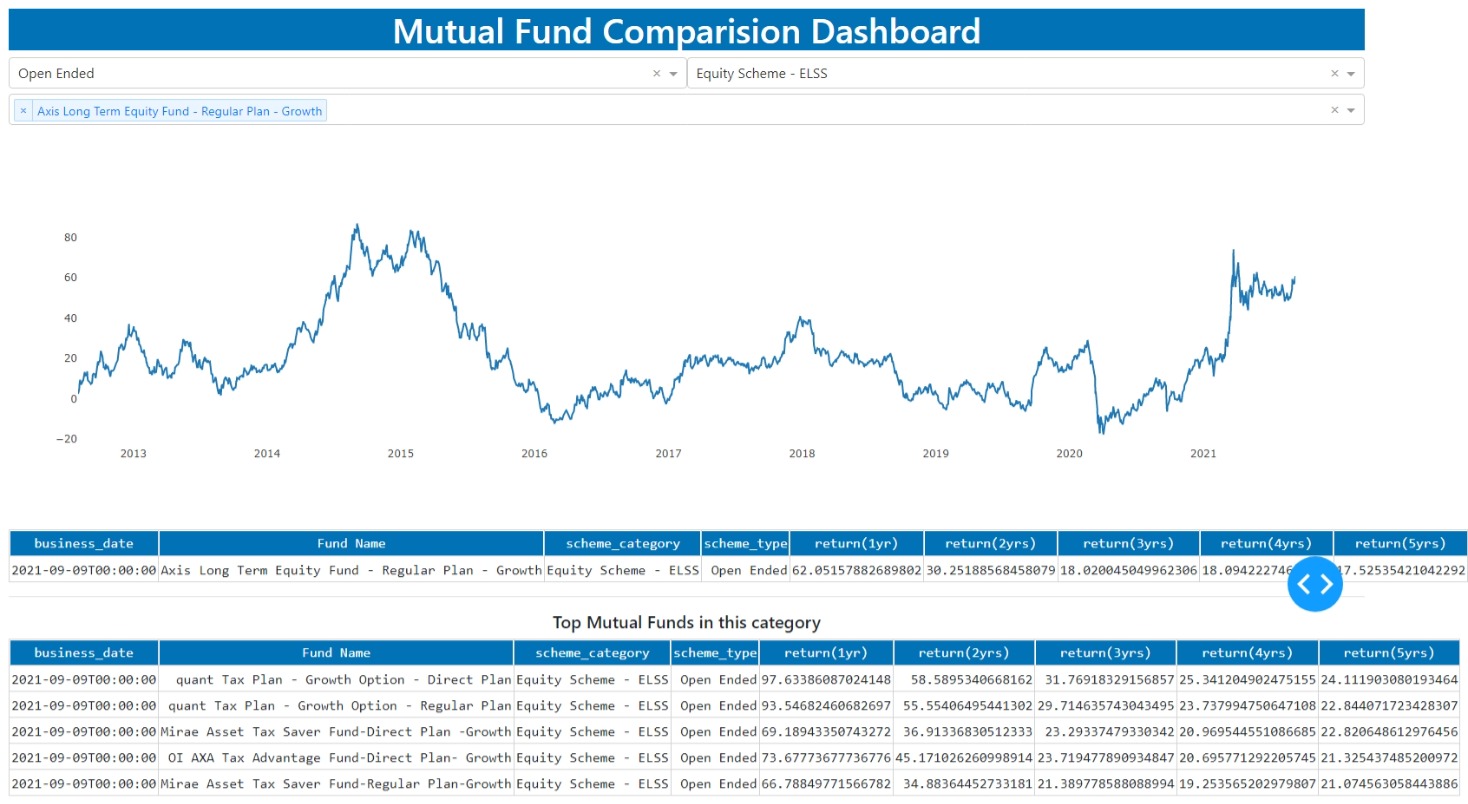 Mutual Fund Comparision Dashboard
Open Ended × Equity Scheme - ELSS ×
× Axis Long Term Equity Fund - Regular Plan - Growth ×
80
60
40
20
0
−20
2013 2014 2015 2016 2017 2018 2019 2020 2021
business_date Fund Name scheme_category scheme_type return(1yr) return(2yrs) return(3yrs) return(4yrs) return(5yrs)
2021-09-09T00:00:00 Axis Long Term Equity Fund - Regular Plan - Growth Equity Scheme - ELSS Open Ended 62.05157882689802 30.25188568458079 18.020045049962306
Top Mutual Funds in this category
business_date Fund Name scheme_category scheme_type return(1yr) return(2yrs) return(3yrs) return(4yrs) return(5yrs)
2021-09-09T00:00:00 quant Tax Plan - Growth Option - Direct Plan Equity Scheme - ELSS Open Ended 97.63386087024148 58.5895340668162 31.76918329156857 25.341204902475155 24.111903080193464
2021-09-09T00:00:00 quant Tax Plan - Growth Option - Regular Plan Equity Scheme - ELSS Open Ended 93.54682460682697 55.55406495441302 29.714635743043495 23.737994750647108 22.844071723428307
2021-09-09T00:00:00 Mirae Asset Tax Saver Fund-Direct Plan -Growth Equity Scheme - ELSS Open Ended 69.18943350743272 36.91336830512333 23.29337479330342 20.969544551086685 22.820648612976456
2021-09-09T00:00:00 OI AXA Tax Advantage Fund-Direct Plan- Growth Equity Scheme - ELSS Open Ended 73.67773677736776 45.171026260998914 23.719477890934847 20.695771292205745 21.325437485200972
2021-09-09T00:00:00 Mirae Asset Tax Saver Fund-Regular Plan-Growth Equity Scheme - ELSS Open Ended 66.78849771566782 34.88364452733181 21.389778588088994 19.253565202979807 21.074563058443886